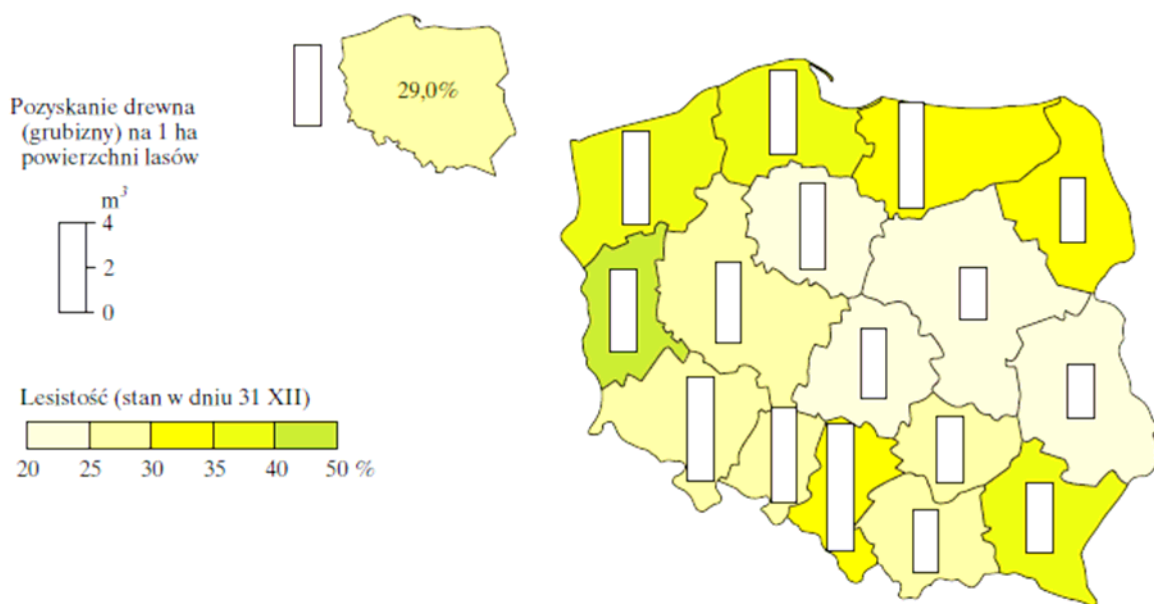 29,0%
Pozyskanie drewna
(grubizny) na 1 ha
powierzchni lasów
m³
4
2
0
Lesistość (stan w dniu 31 XII)
20 25 30 35 40 50 %